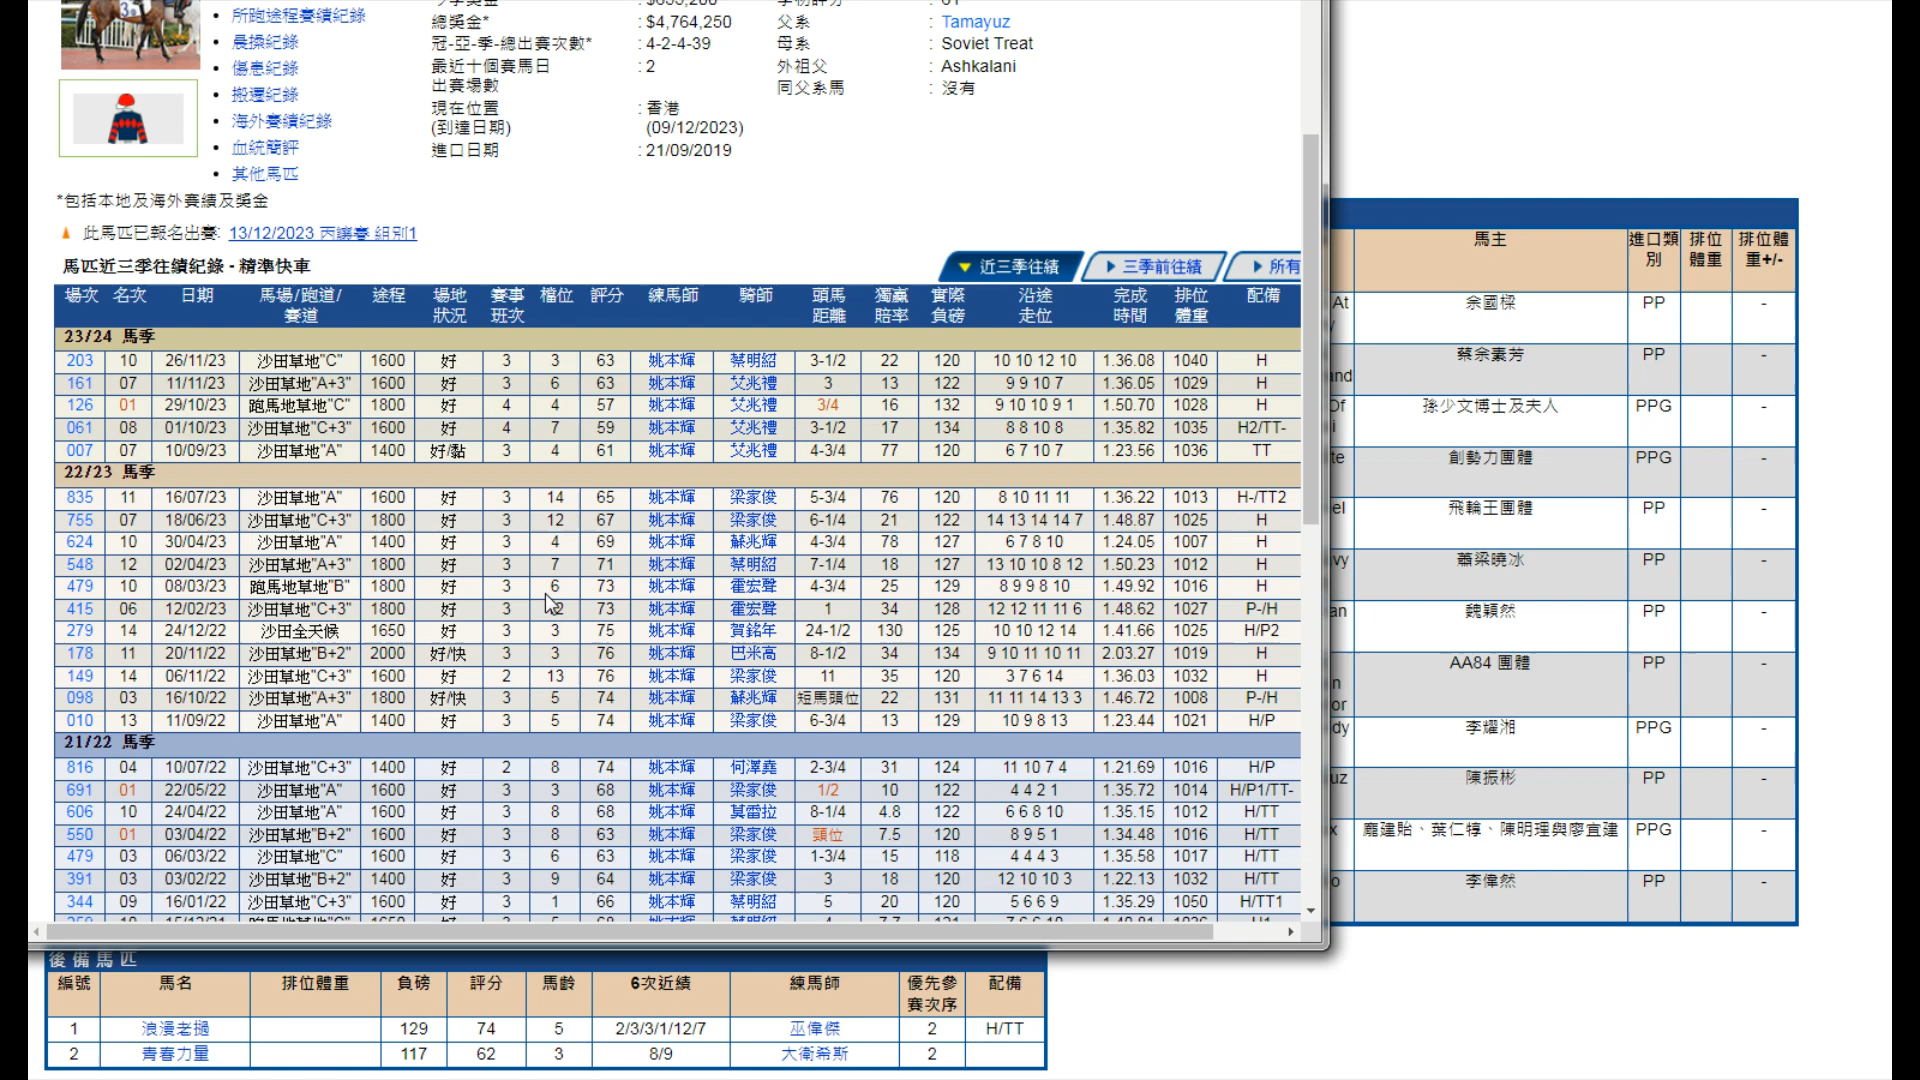 • 所跑途程賽績紀錄
• 晨操紀錄
• 傷患紀錄
• 搬遷紀錄
• 海外賽績紀錄
• 血統簡評
• 其他馬匹
總獎金* : $4,764,250
冠-亞-季-總出賽次數* : 4-2-4-39
最近十個賽馬日 : 2
出賽場數
現在位置 : 香港
(到達日期) (09/12/2023)
進口日期 : 21/09/2019
父系 : Tamayuz
母系 : Soviet Treat
外祖父 : Ashkalani
同父系馬 : 沒有
*包括本地及海外賽績及獎金
此馬匹已報名出賽: 13/12/2023 丙讓賽 組別1
馬匹近三季往績紀錄 - 精準快車
近三季往績 三季前往績 所有
場次 名次 日期 馬場/跑道/賽道 途程 場地狀況 賽事班次 檔位 評分 練馬師 騎師 頭馬距離 獨贏賠率 實際負磅 沿途走位 完成時間 排位體重 配備
23/24 馬季
203 10 26/11/23 沙田草地"C" 1600 好 3 3 63 姚本輝 蔡明紹 3-1/2 22 120 10 10 12 10 1.36.08 1040 H
161 07 11/11/23 沙田草地"A+3" 1600 好 3 6 63 姚本輝 艾兆禮 3 13 122 9 9 10 7 1.36.05 1029 H
126 01 29/10/23 跑馬地草地"C" 1800 好 4 4 57 姚本輝 艾兆禮 3/4 16 132 9 10 10 9 1 1.50.70 1028 H
061 08 01/10/23 沙田草地"C+3" 1600 好 4 7 59 姚本輝 艾兆禮 3-1/2 17 134 8 8 10 8 1.35.82 1035 H2/TT-
007 07 10/09/23 沙田草地"A" 1400 好/黏 3 4 61 姚本輝 艾兆禮 4-3/4 77 120 6 7 10 7 1.23.56 1036 TT
22/23 馬季
835 11 16/07/23 沙田草地"A" 1600 好 3 14 65 姚本輝 梁家俊 5-3/4 76 120 8 10 11 11 1.36.22 1013 H-/TT2
755 07 18/06/23 沙田草地"C+3" 1800 好 3 12 67 姚本輝 梁家俊 6-1/4 21 122 14 13 14 14 7 1.48.87 1025 H
624 10 30/04/23 沙田草地"A" 1400 好 3 4 69 姚本輝 蘇兆輝 4-3/4 78 127 6 7 8 10 1.24.05 1007 H
548 12 02/04/23 沙田草地"A+3" 1800 好 3 7 71 姚本輝 蔡明紹 7-1/4 18 127 13 10 10 8 12 1.50.23 1012 H
479 10 08/03/23 跑馬地草地"B" 1800 好 3 6 73 姚本輝 霍宏聲 4-3/4 25 129 8 9 9 8 10 1.49.92 1016 H
415 06 12/02/23 沙田草地"C+3" 1800 好 3 2 73 姚本輝 霍宏聲 1 34 128 12 12 11 11 6 1.48.62 1027 P-/H
279 14 24/12/22 沙田全天候 1650 好 3 3 75 姚本輝 賀銘年 24-1/2 130 125 10 10 12 14 1.41.66 1025 H/P2
178 11 20/11/22 沙田草地"B+2" 2000 好/快 3 3 76 姚本輝 巴米高 8-1/2 34 134 9 10 11 10 11 2.03.27 1019 H
149 14 06/11/22 沙田草地"C+3" 1600 好 2 13 76 姚本輝 梁家俊 11 35 120 3 7 6 14 1.36.03 1032 H
098 03 16/10/22 沙田草地"A+3" 1800 好/快 3 5 74 姚本輝 蘇兆輝 短馬頭位 22 131 11 11 14 13 3 1.46.72 1008 P-/H
010 13 11/09/22 沙田草地"A" 1400 好 3 5 74 姚本輝 梁家俊 6-3/4 13 129 10 9 8 13 1.23.44 1021 H/P
21/22 馬季
816 04 10/07/22 沙田草地"C+3" 1400 好 2 8 74 姚本輝 何澤堯 2-3/4 31 124 11 10 7 4 1.21.69 1016 H/P
691 01 22/05/22 沙田草地"A" 1600 好 3 3 68 姚本輝 梁家俊 1/2 10 122 4 4 2 1 1.35.72 1014 H/P1/TT-
606 10 24/04/22 沙田草地"A" 1600 好 3 8 68 姚本輝 莫雷拉 8-1/4 4.8 122 6 6 8 10 1.35.15 1012 H/TT
550 01 03/04/22 沙田草地"B+2" 1600 好 3 8 63 姚本輝 梁家俊 頭位 7.5 120 8 9 5 1 1.34.48 1016 H/TT
479 03 06/03/22 沙田草地"C" 1600 好 3 6 63 姚本輝 梁家俊 1-3/4 15 118 4 4 4 3 1.35.58 1017 H/TT
391 03 03/02/22 沙田草地"B+2" 1400 好 3 9 64 姚本輝 梁家俊 3 18 120 12 10 10 3 1.22.13 1032 H/TT
344 09 16/01/22 沙田草地"C+3" 1600 好 3 1 66 姚本輝 蔡明紹 5 20 120 5 6 6 9 1.35.29 1050 H/TT1
馬主 進口類別 排位體重 排位體重+/-
余國樑 PP -
蔡余素芳 PP -
孫少文博士及夫人 PPG -
創勢力團體 PPG -
飛輪王團體 PP -
蕭梁曉冰 PP -
魏穎然 PP -
AA84 團體 PP -
李耀湘 PPG -
陳振彬 PP -
龐建貽、葉仁惇、陳明理與廖宜建 PPG -
李偉然 PP -
後備馬匹
編號 馬名 排位體重 負磅 評分 馬齡 6次近績 練馬師 優先參賽次序 配備
1 浪漫老撾 129 74 5 2/3/3/1/12/7 巫偉傑 2 H/TT
2 青春力量 117 62 3 8/9 大衛希斯 2